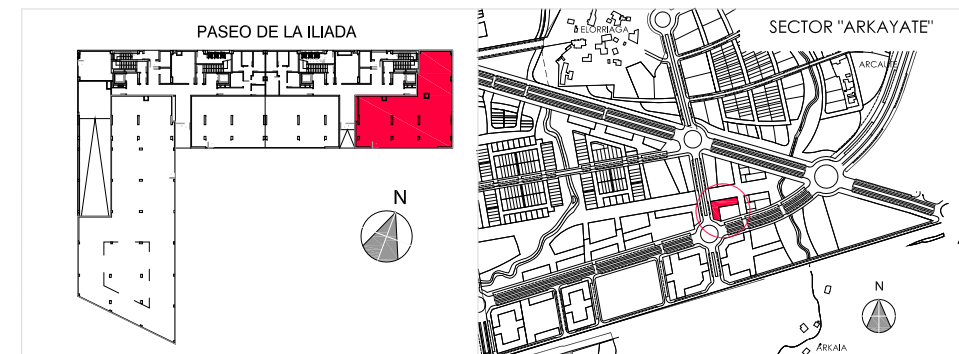 PASEO DE LA ILIADA
N
SECTOR "ARKAYATE"
ELORRIAGA
ARCAUTE
N
ARKAIA